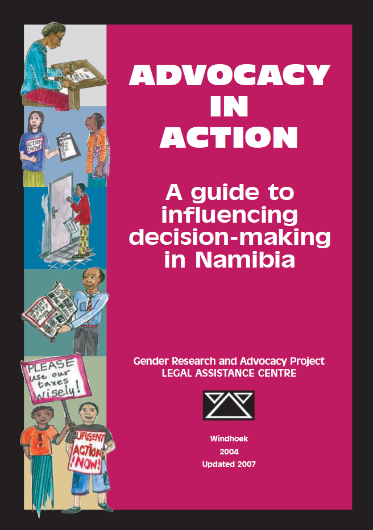 ADVOCACY
IN
ACTION
A guide to
influencing
decision-making
in Namibia
Gender Research and Advocacy Project
LEGAL ASSISTANCE CENTRE
Windhoek
2004
Updated 2007
ACTION
NOW!
PLEASE
use our
taxes
wisely!
URGENT
ACTION
NOW!